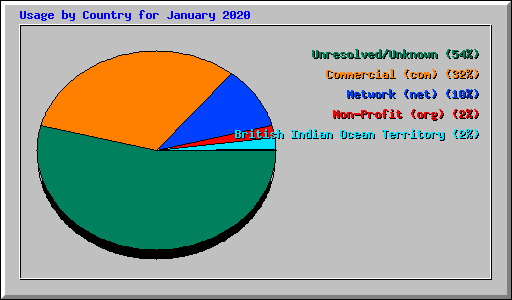 Usage by Country for January 2020
Unresolved/Unknown (54%)
Commercial (com) (32%)
Network (net) (10%)
Non-Profit (org) (2%)
British Indian Ocean Territory (2%)